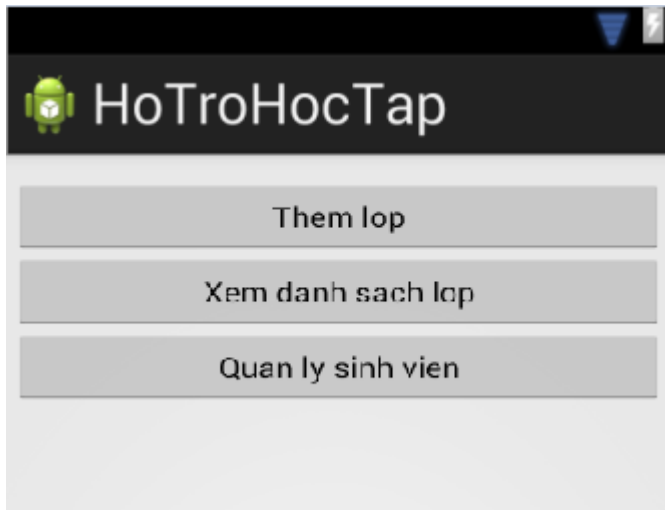 HoTroHocTap
Them lop
Xem danh sach lop
Quan ly sinh vien